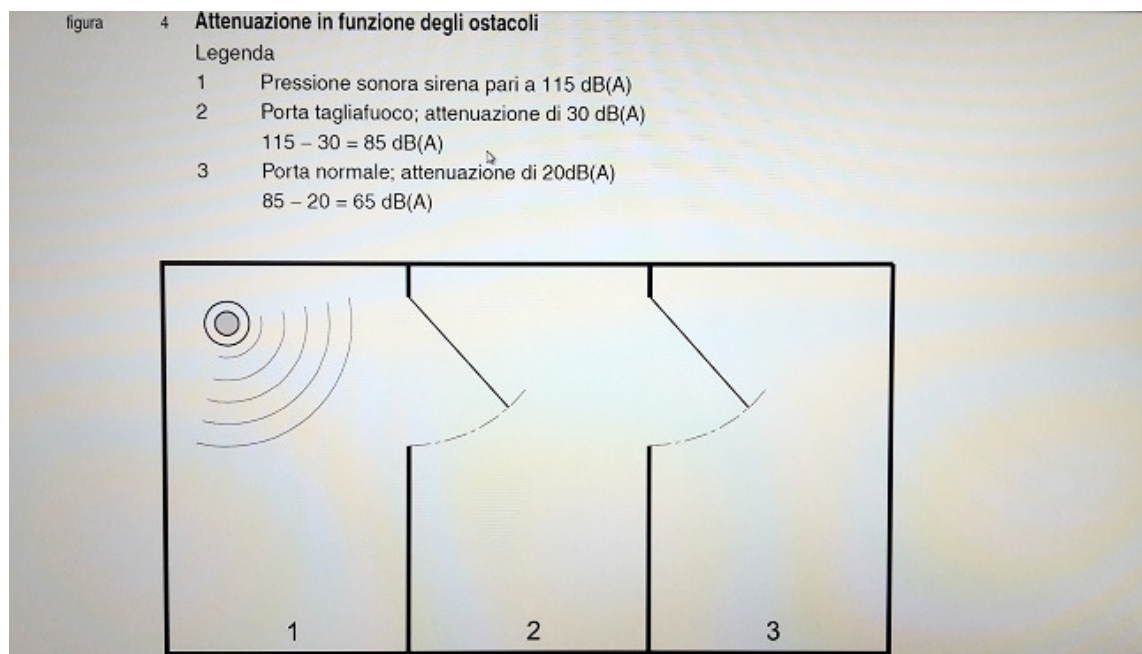 figura 4 Attenuazione in funzione degli ostacoli
Legenda
1 Pressione sonora sirena pari a 115 dB(A)
2 Porta tagliafuoco; attenuazione di 30 dB(A)
115 – 30 = 85 dB(A)
3 Porta normale; attenuazione di 20dB(A)
85 – 20 = 65 dB(A)
1 2 3